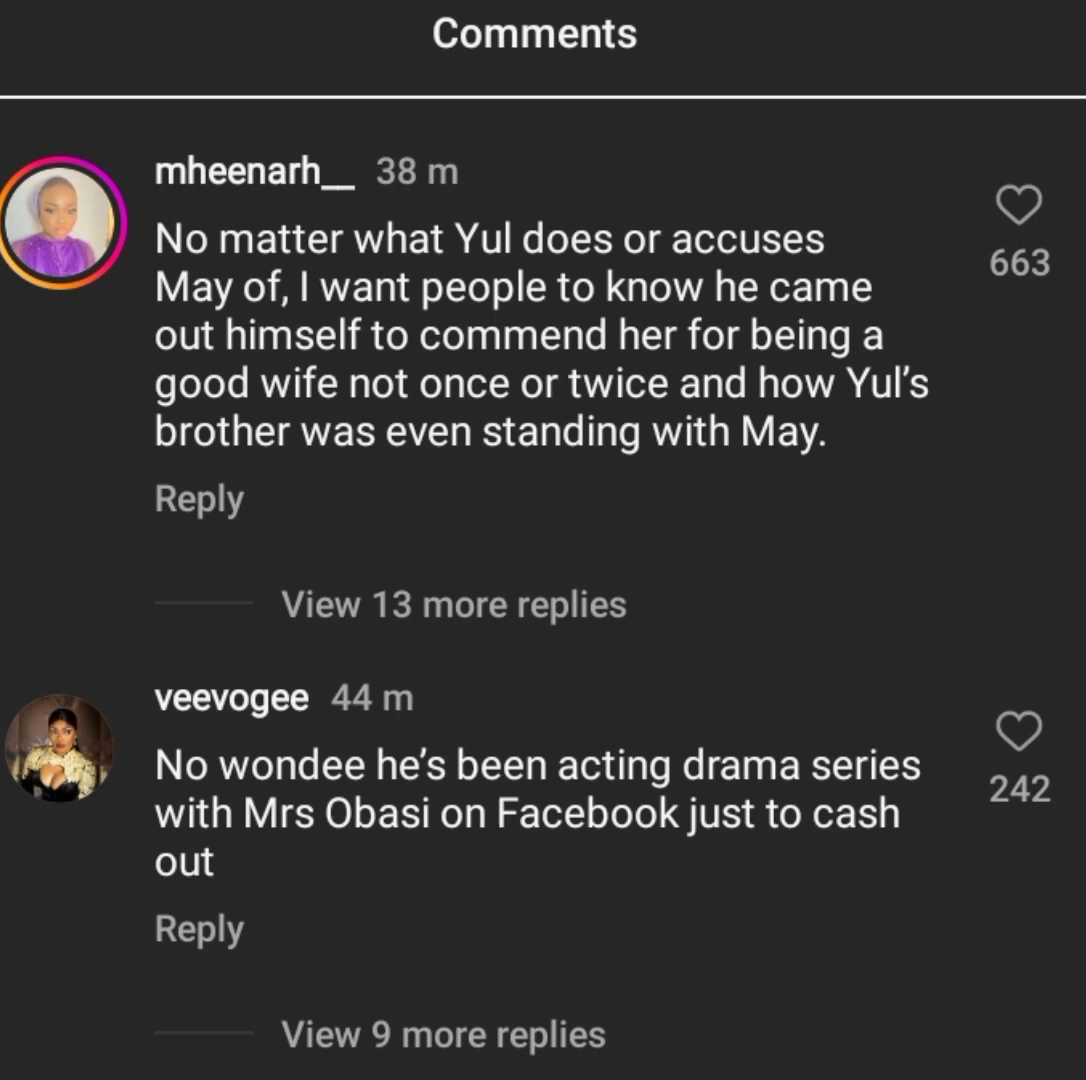 Comments
mheenarh__ 38 m
No matter what Yul does or accuses
May of, I want people to know he came
out himself to commend her for being a
good wife not once or twice and how Yul’s
brother was even standing with May.
663
Reply
View 13 more replies
veevogee 44 m
No wondee he’s been acting drama series
with Mrs Obasi on Facebook just to cash
out
242
Reply
View 9 more replies